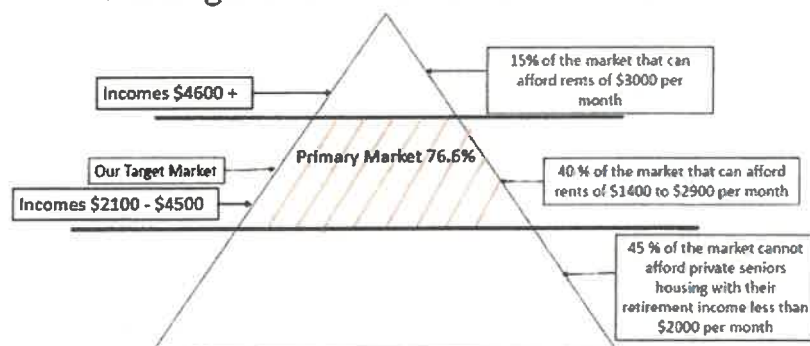 15% of the market that can
afford rents of $3000 per
month
Incomes $4600 +
Primary Market 76.6%
Our Target Market
40 % of the market that can afford
rents of $1400 to $2900 per month
Incomes $2100 - $4500
45 % of the market cannot
afford private seniors
housing with their
retirement income less than
$2000 per month